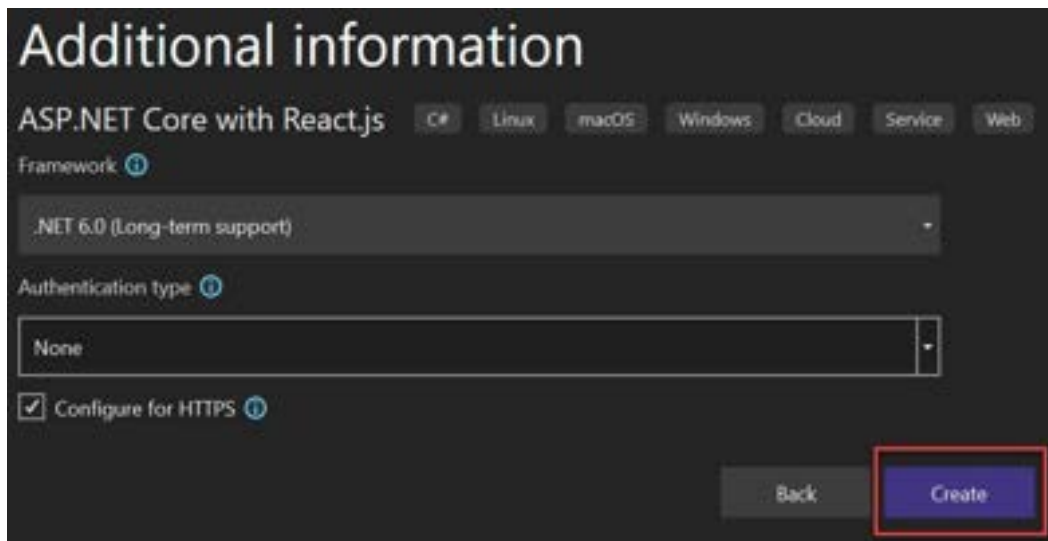 Additional information
ASP.NET Core with React.js C# Linux macOS Windows Cloud Service Web
Framework
.NET 6.0 (Long-term support)
Authentication type
None
Configure for HTTPS
Back Create